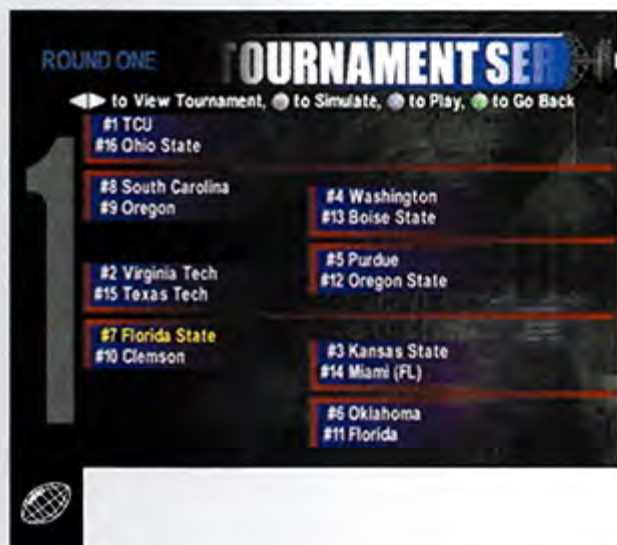 ROUND ONE
TOURNAMENT SER
to View Tournament, to Simulate, to Play, to Go Back
1
#1 TCU
#16 Ohio State
#8 South Carolina
#9 Oregon
#4 Washington
#13 Boise State
#5 Purdue
#12 Oregon State
#2 Virginia Tech
#15 Texas Tech
#7 Florida State
#10 Clemson
#3 Kansas State
#14 Miami (FL)
#6 Oklahoma
#11 Florida